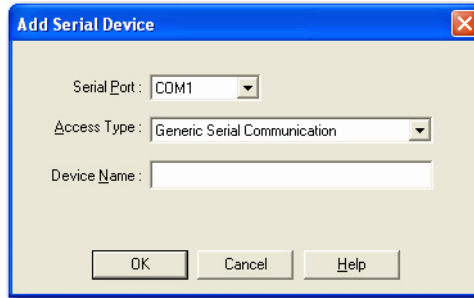 Add Serial Device
Serial Port : COM1
Access Type : Generic Serial Communication
Device Name :
OK Cancel Help